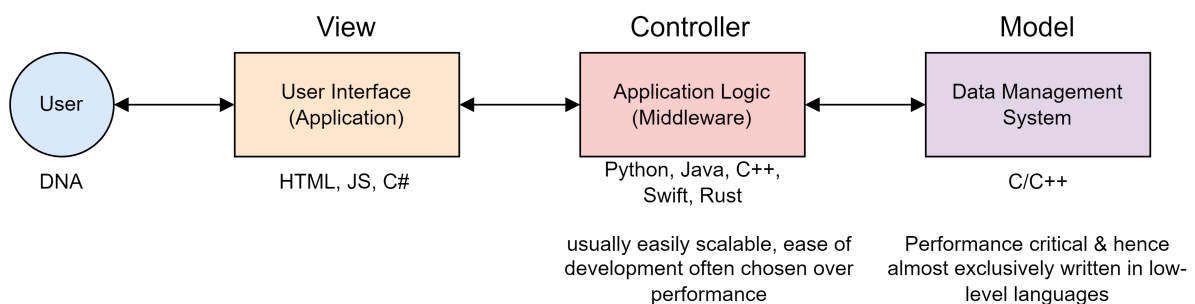 View
Controller
Model
User
User Interface
(Application)
Application Logic
(Middleware)
Data Management
System
DNA
HTML, JS, C#
Python, Java, C++,
Swift, Rust
C/C++
usually easily scalable, ease of
development often chosen over
performance
Performance critical & hence
almost exclusively written in low-
level languages